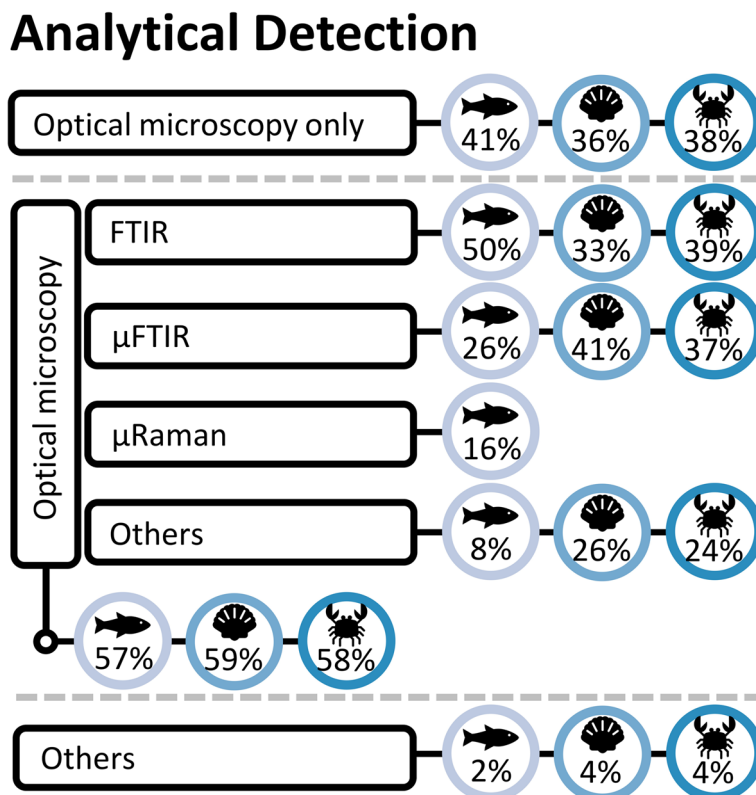 Analytical Detection
Optical microscopy only
41% 36% 38%
Optical microscopy
FTIR
50% 33% 39%
µFTIR
26% 41% 37%
µRaman
16%
Others
8% 26% 24%
57% 59% 58%
Others
2% 4% 4%